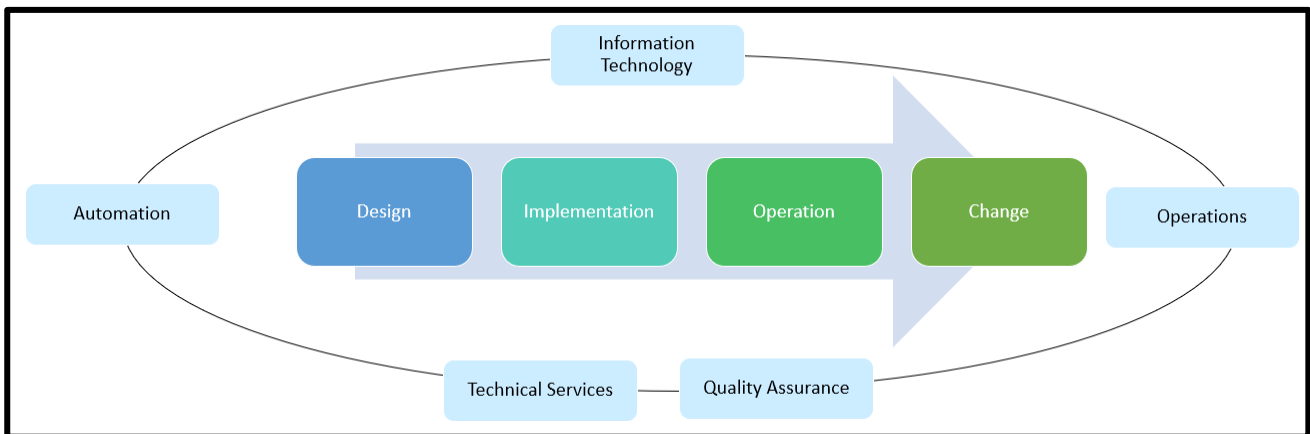 Information
Technology
Automation
Design
Implementation
Operation
Change
Operations
Technical Services
Quality Assurance